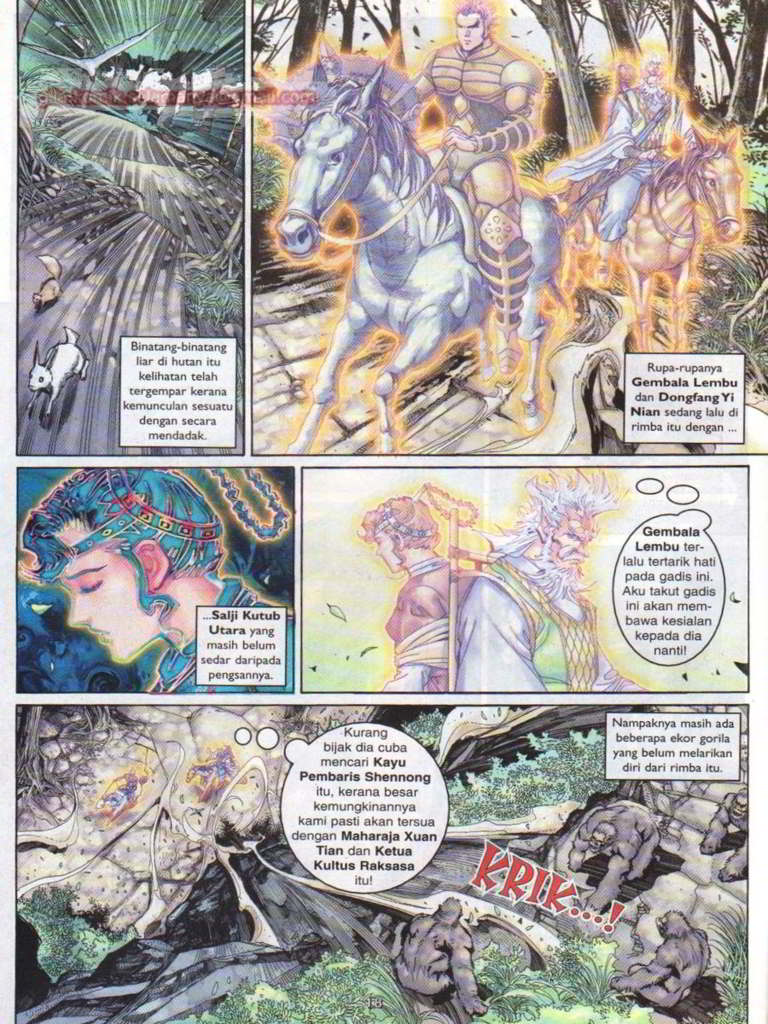 Binatang-binatang
liar di hutan itu
kelihatan telah
tergempar kerana
kemunculan sesuatu
dengan secara
mendadak.
Rupa-rupanya
Gembala Lembu
dan Dongfang Yi
Nian sedang lalu di
rimba itu dengan ...
...Salji Kutub
Utara yang
masih belum
sedar daripada
pengsannya.
Gembala
Lembu ter-
lalu tertarik hati
pada gadis ini.
Aku takut gadis
ini akan mem-
bawa kesialan
kepada dia
nanti!
Kurang
bijak dia cuba
mencari Kayu
Pembaris Shennong
itu, kerana besar
kemungkinannya
kami pasti akan tersua
dengan Maharaja Xuan
Tian dan Ketua
Kultus Raksasa
itu!
Nampaknya masih ada
beberapa ekor gorila
yang belum melarikan
diri dari rimba itu.
KRIK....!